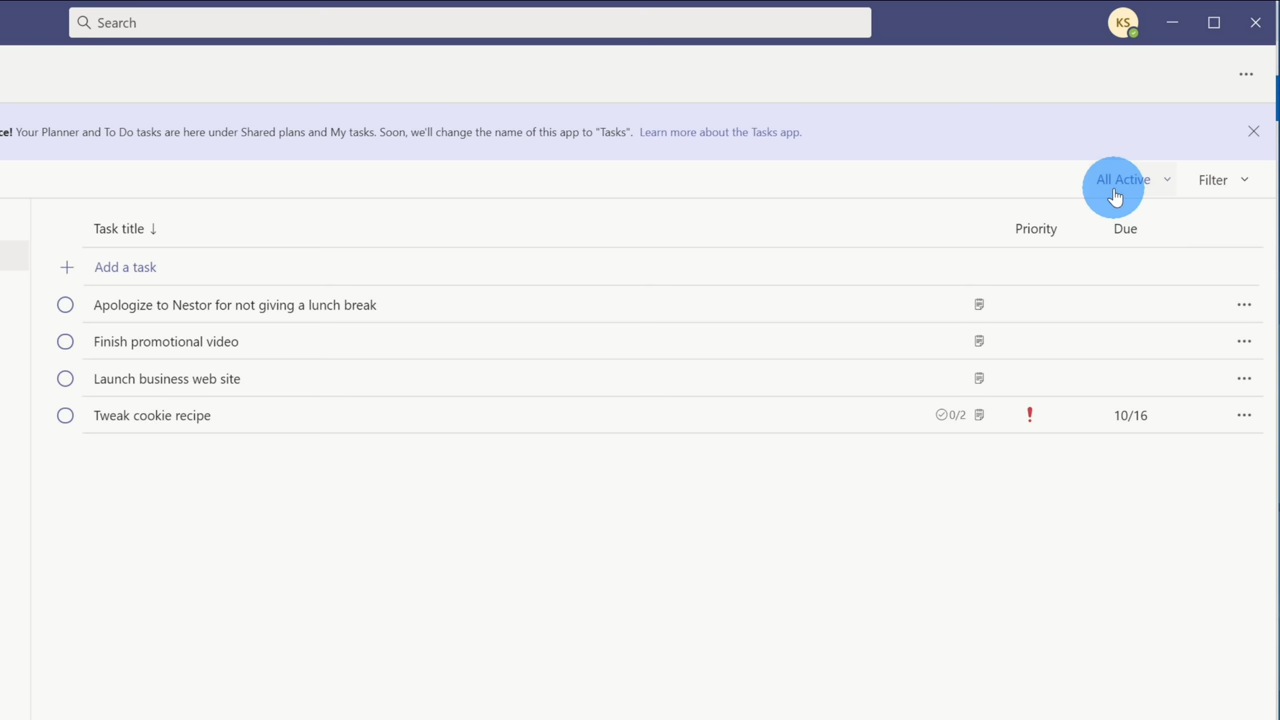 Search
KS
ce! Your Planner and To Do tasks are here under Shared plans and My tasks. Soon, we'll change the name of this app to "Tasks". Learn more about the Tasks app.
All Active Filter
Task title ↓ Priority Due
+ Add a task
Apologize to Nestor for not giving a lunch break
Finish promotional video
Launch business web site
Tweak cookie recipe 0/2 10/16